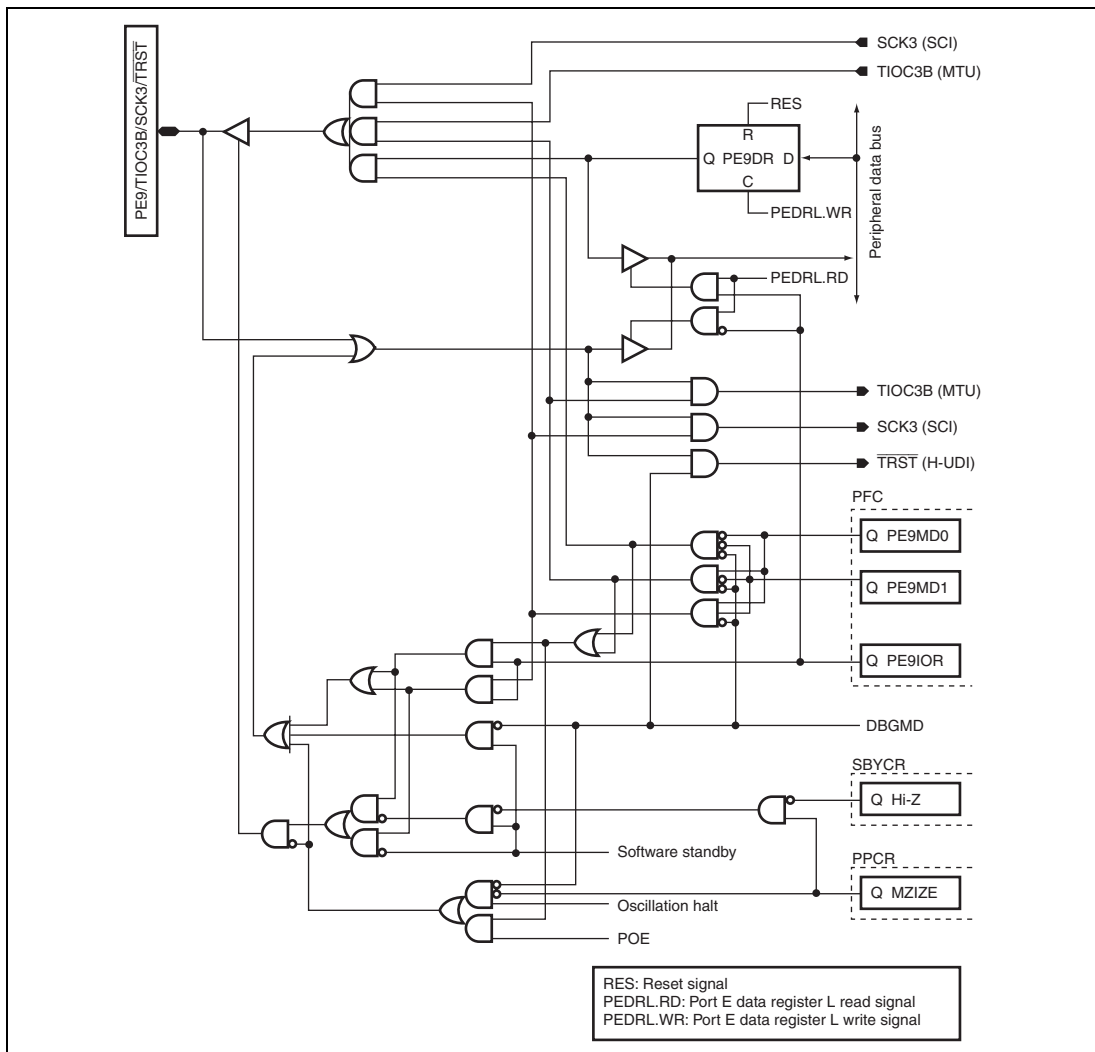 PE9/TIOC3B/SCK3/T̅R̅S̅T̅
SCK3 (SCI)
TIOC3B (MTU)
RES
R
Q PE9DR D
C
PEDRL.WR
Peripheral data bus
PEDRL.RD
TIOC3B (MTU)
SCK3 (SCI)
T̅R̅S̅T̅ (H-UDI)
PFC
Q PE9MD0
Q PE9MD1
Q PE9IOR
DBGMD
SBYCR
Q Hi-Z
Software standby
PPCR
Q MZIZE
Oscillation halt
POE
RES: Reset signal
PEDRL.RD: Port E data register L read signal
PEDRL.WR: Port E data register L write signal